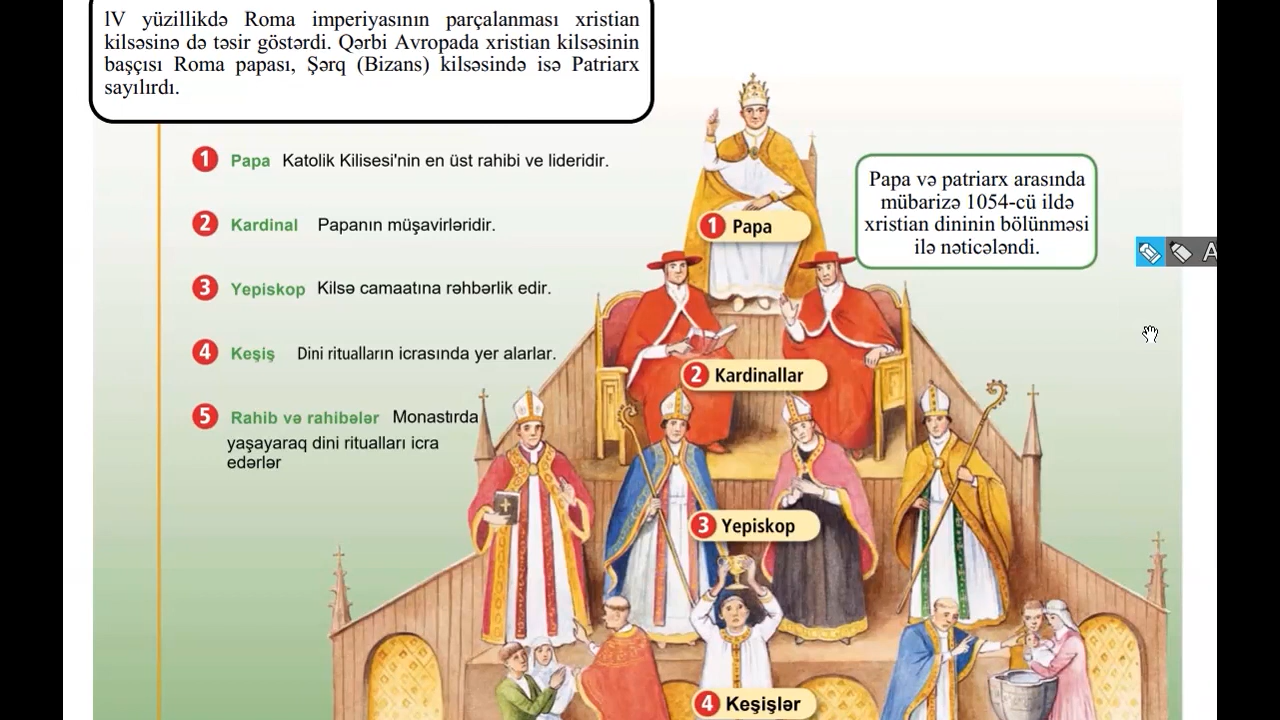 IV yüzillikdə Roma imperiyasının parçalanması xristian
kilsəsinə də təsir göstərdi. Qərbi Avropada xristian kilsəsinin
başçısı Roma papası, Şərq (Bizans) kilsəsində isə Patriarx
sayılırdı.
1 Papa Katolik Kilisesi'nin en üst rahibi ve lideridir.
2 Kardinal Papanın müşavirləridir.
3 Yepiskop Kilsə camaatına rəhbərlik edir.
4 Keşiş Dini ritualların icrasında yer alarlar.
5 Rahib və rahibələr Monastırda
yaşayaraq dini ritualları icra
edərlər
Papa və patriarx arasında
mübarizə 1054-cü ildə
xristian dininin bölünməsi
ilə nəticələndi.
1 Papa
2 Kardinallar
3 Yepiskop
4 Keşişlər
A